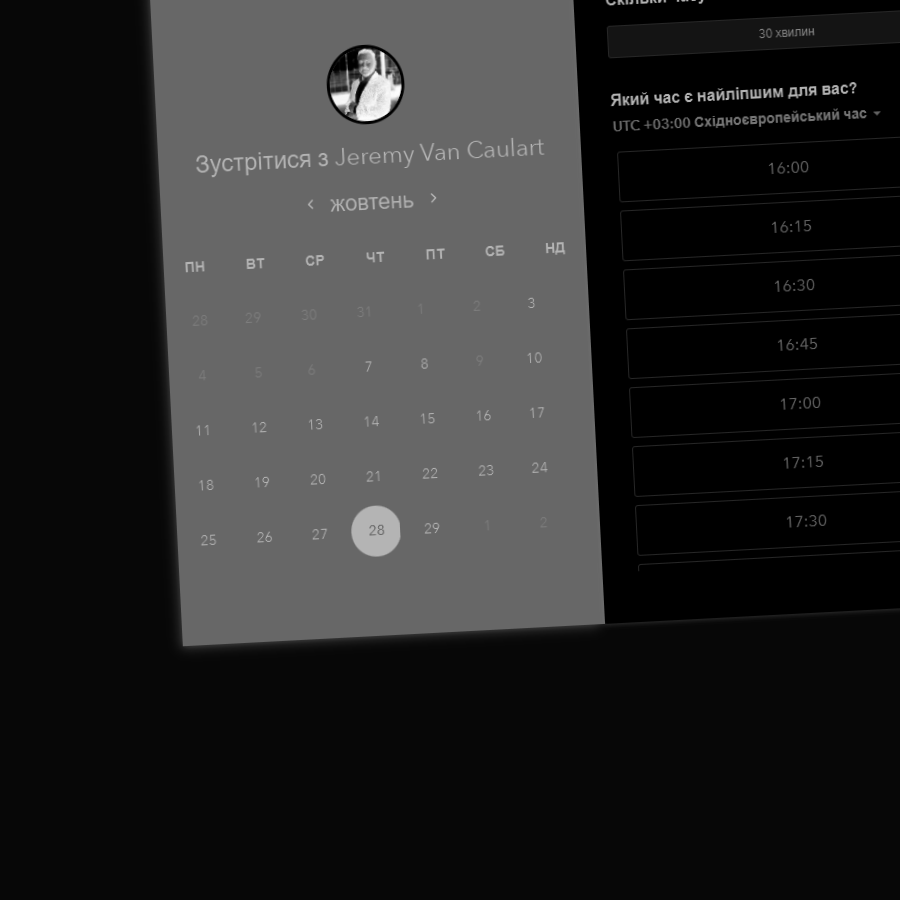 Зустрітися з Jeremy Van Caulart
‹ жовтень ›
ПН ВТ СР ЧТ ПТ СБ НД
28 29 30 31 1 2 3
4 5 6 7 8 9 10
11 12 13 14 15 16 17
18 19 20 21 22 23 24
25 26 27 28 29 1 2
30 хвилин
Який час є найліпшим для вас?
UTC +03:00 Східноєвропейський час
16:00
16:15
16:30
16:45
17:00
17:15
17:30